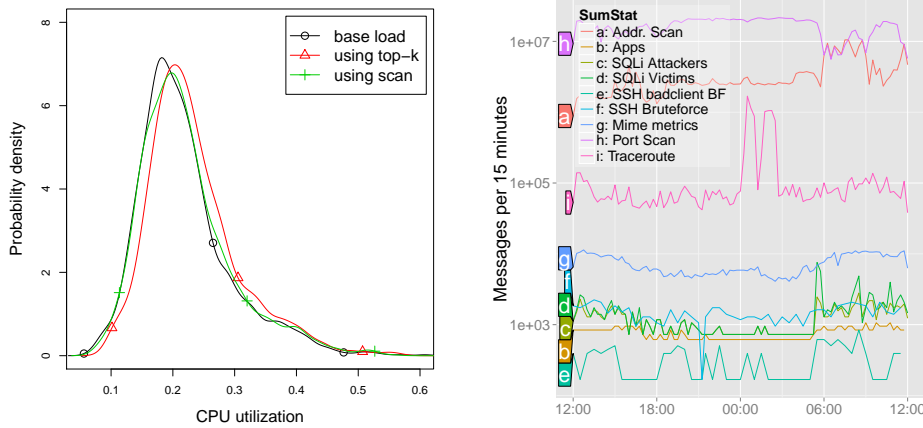 base load
using top−k
using scan
Probability density
0
2
4
6
8
0.1
0.2
0.3
0.4
0.5
0.6
CPU utilization
SumStat
a: Addr. Scan
b: Apps
c: SQLi Attackers
d: SQLi Victims
e: SSH badclient BF
f: SSH Bruteforce
g: Mime metrics
h: Port Scan
i: Traceroute
Messages per 15 minutes
1e+07
1e+05
1e+03
h
a
i
g
f
d
c
b
e
12:00
18:00
00:00
06:00
12:00